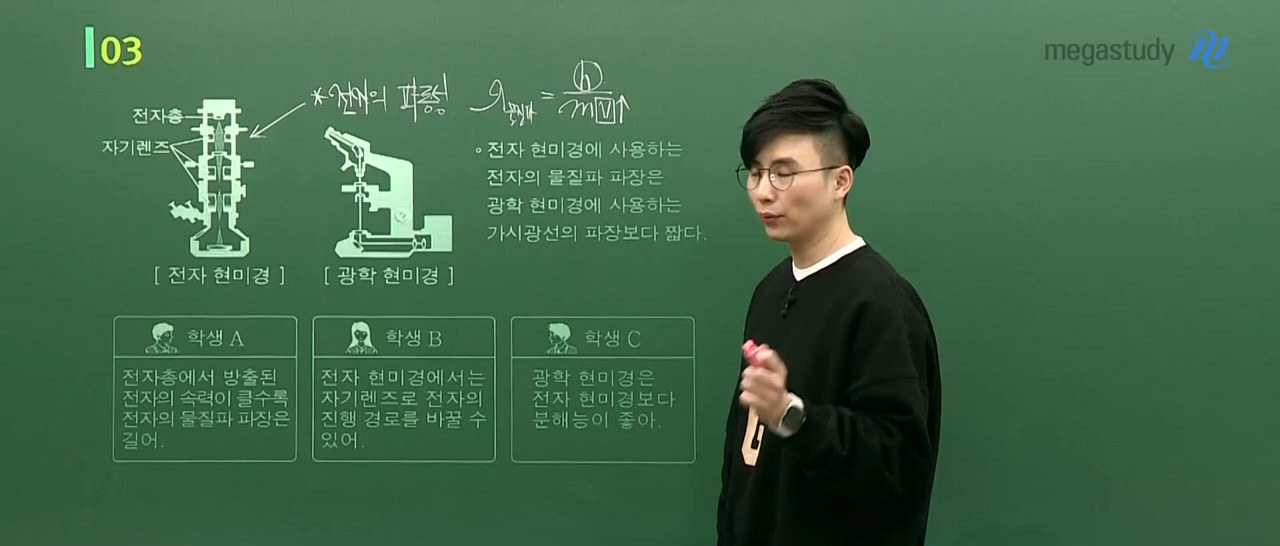 03
megastudy
*전자의 파동성 λ물질파 = h/m v↑
전자총
자기렌즈
[ 전자 현미경 ]
[ 광학 현미경 ]
전자 현미경에 사용하는
전자의 물질파 파장은
광학 현미경에 사용하는
가시광선의 파장보다 짧다.
학생 A
전자총에서 방출된
전자의 속력이 클수록
전자의 물질파 파장은
길어.
학생 B
전자 현미경에서는
자기렌즈로 전자의
진행 경로를 바꿀 수
있어.
학생 C
광학 현미경은
전자 현미경보다
분해능이 좋아.